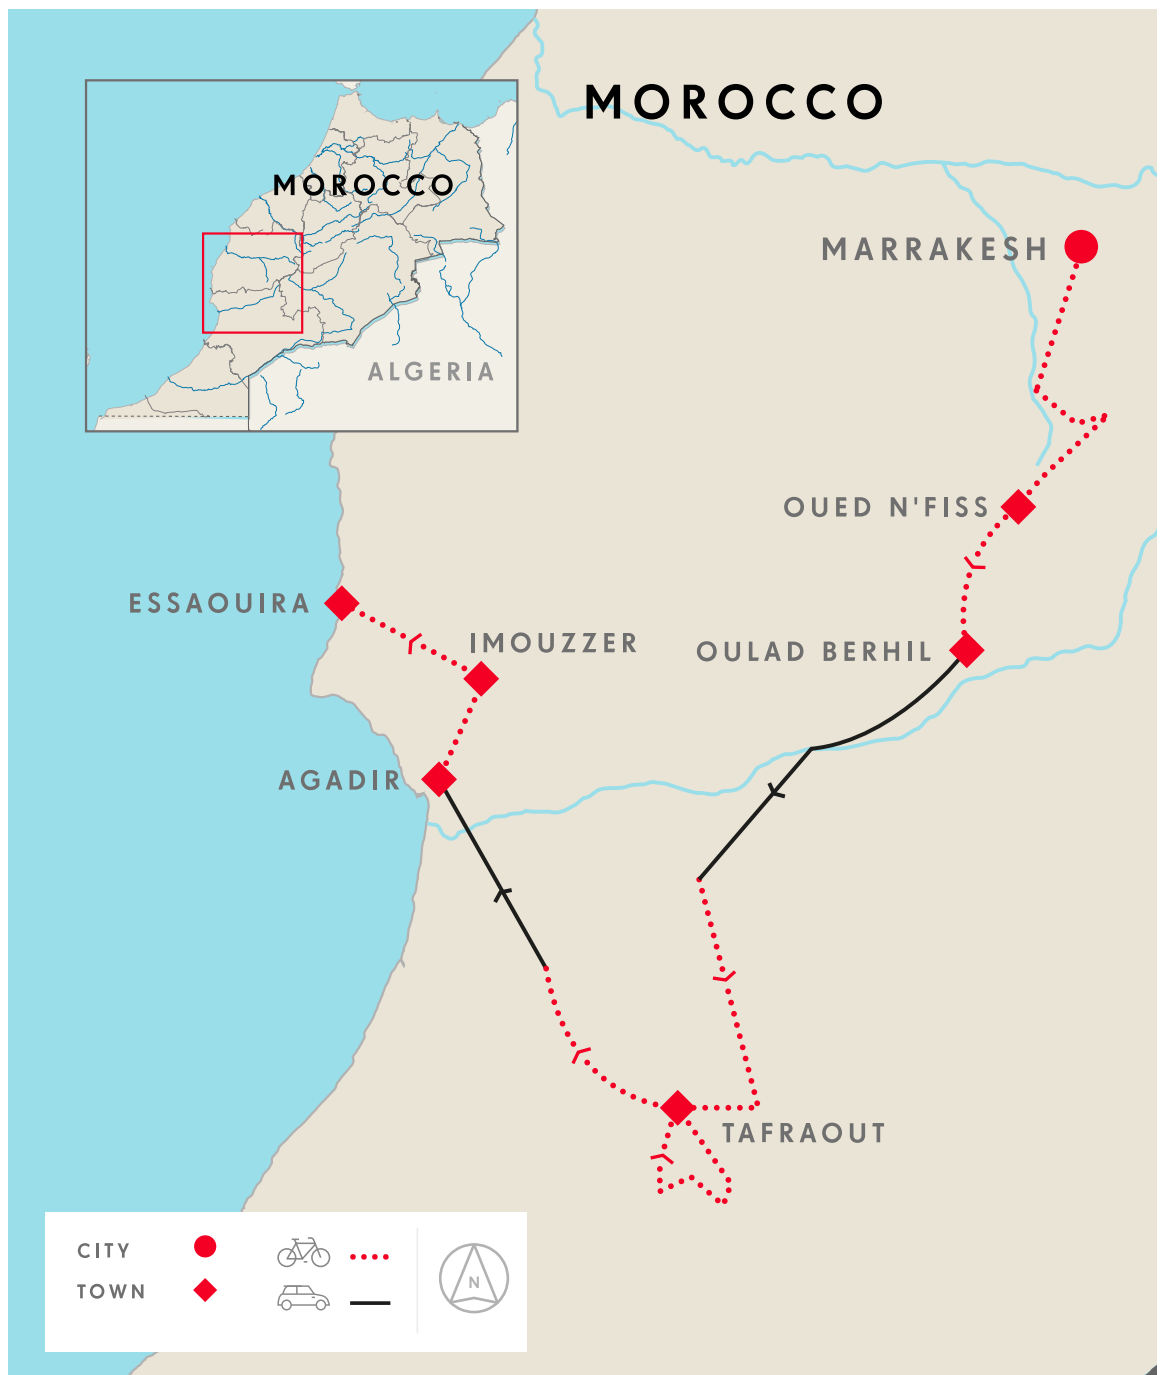 MOROCCO
MOROCCO
ALGERIA
MARRAKESH
OUED N'FISS
ESSAOUIRA
IMOUZZER
OULAD BERHIL
AGADIR
TAFRAOUT
CITY
TOWN
N